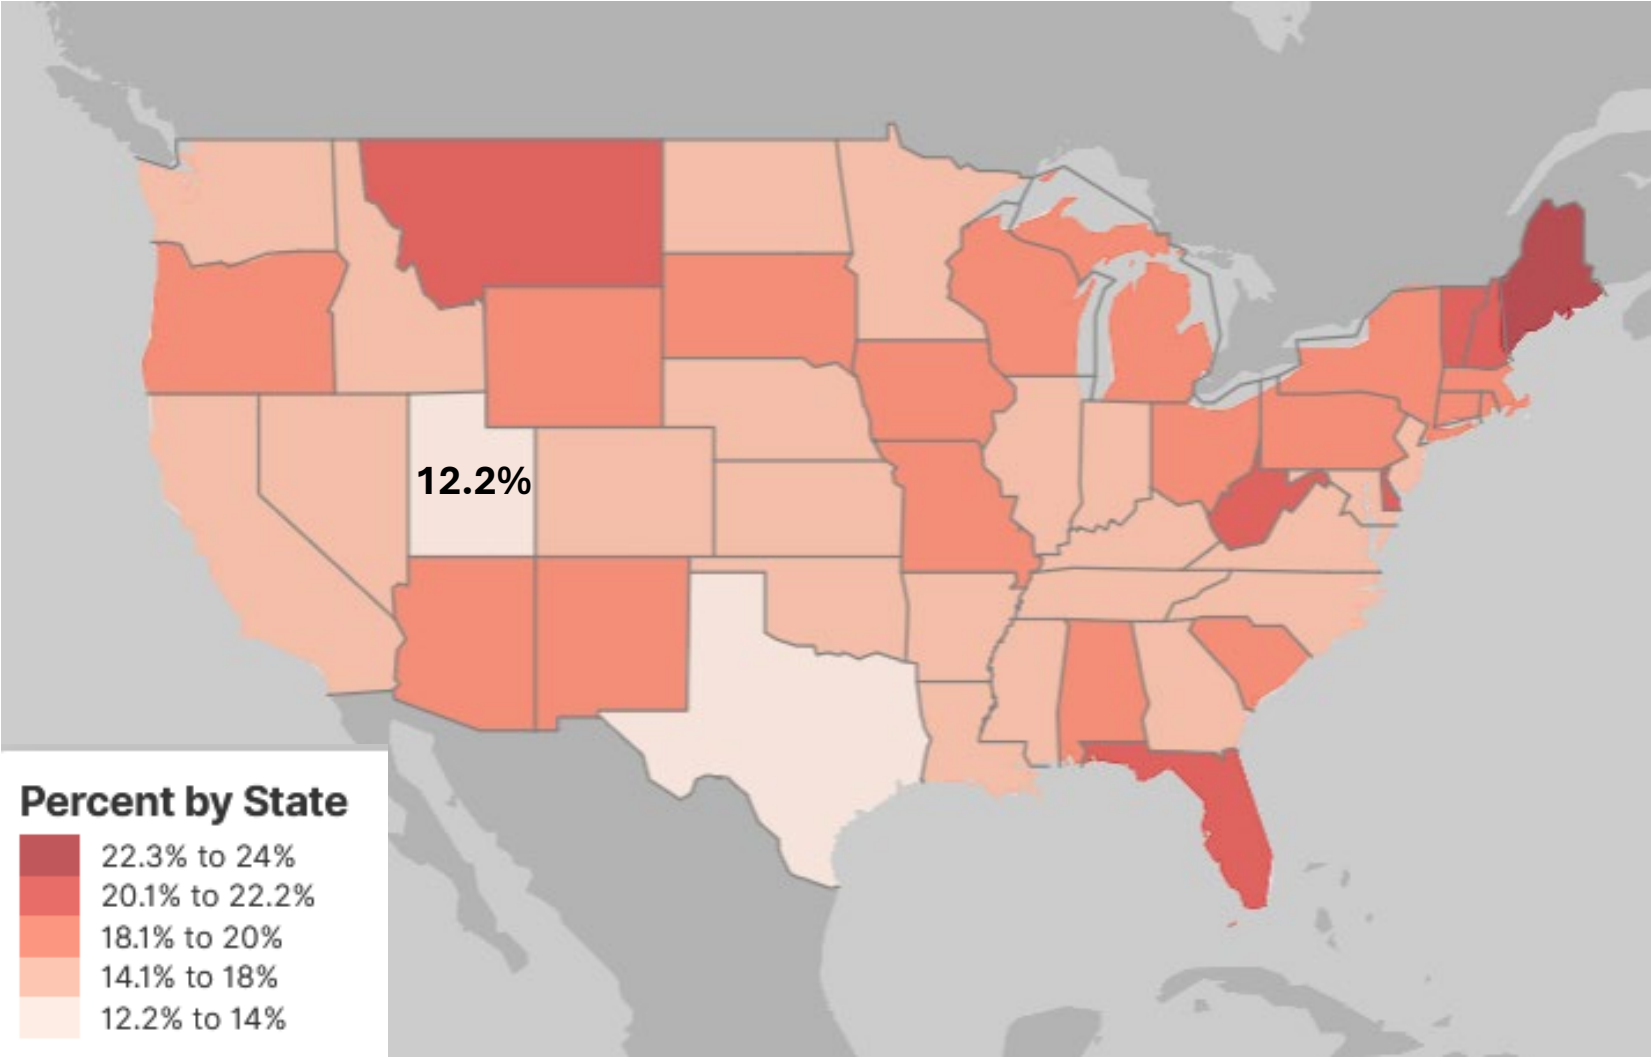 12.2%
Percent by State
22.3% to 24%
20.1% to 22.2%
18.1% to 20%
14.1% to 18%
12.2% to 14%